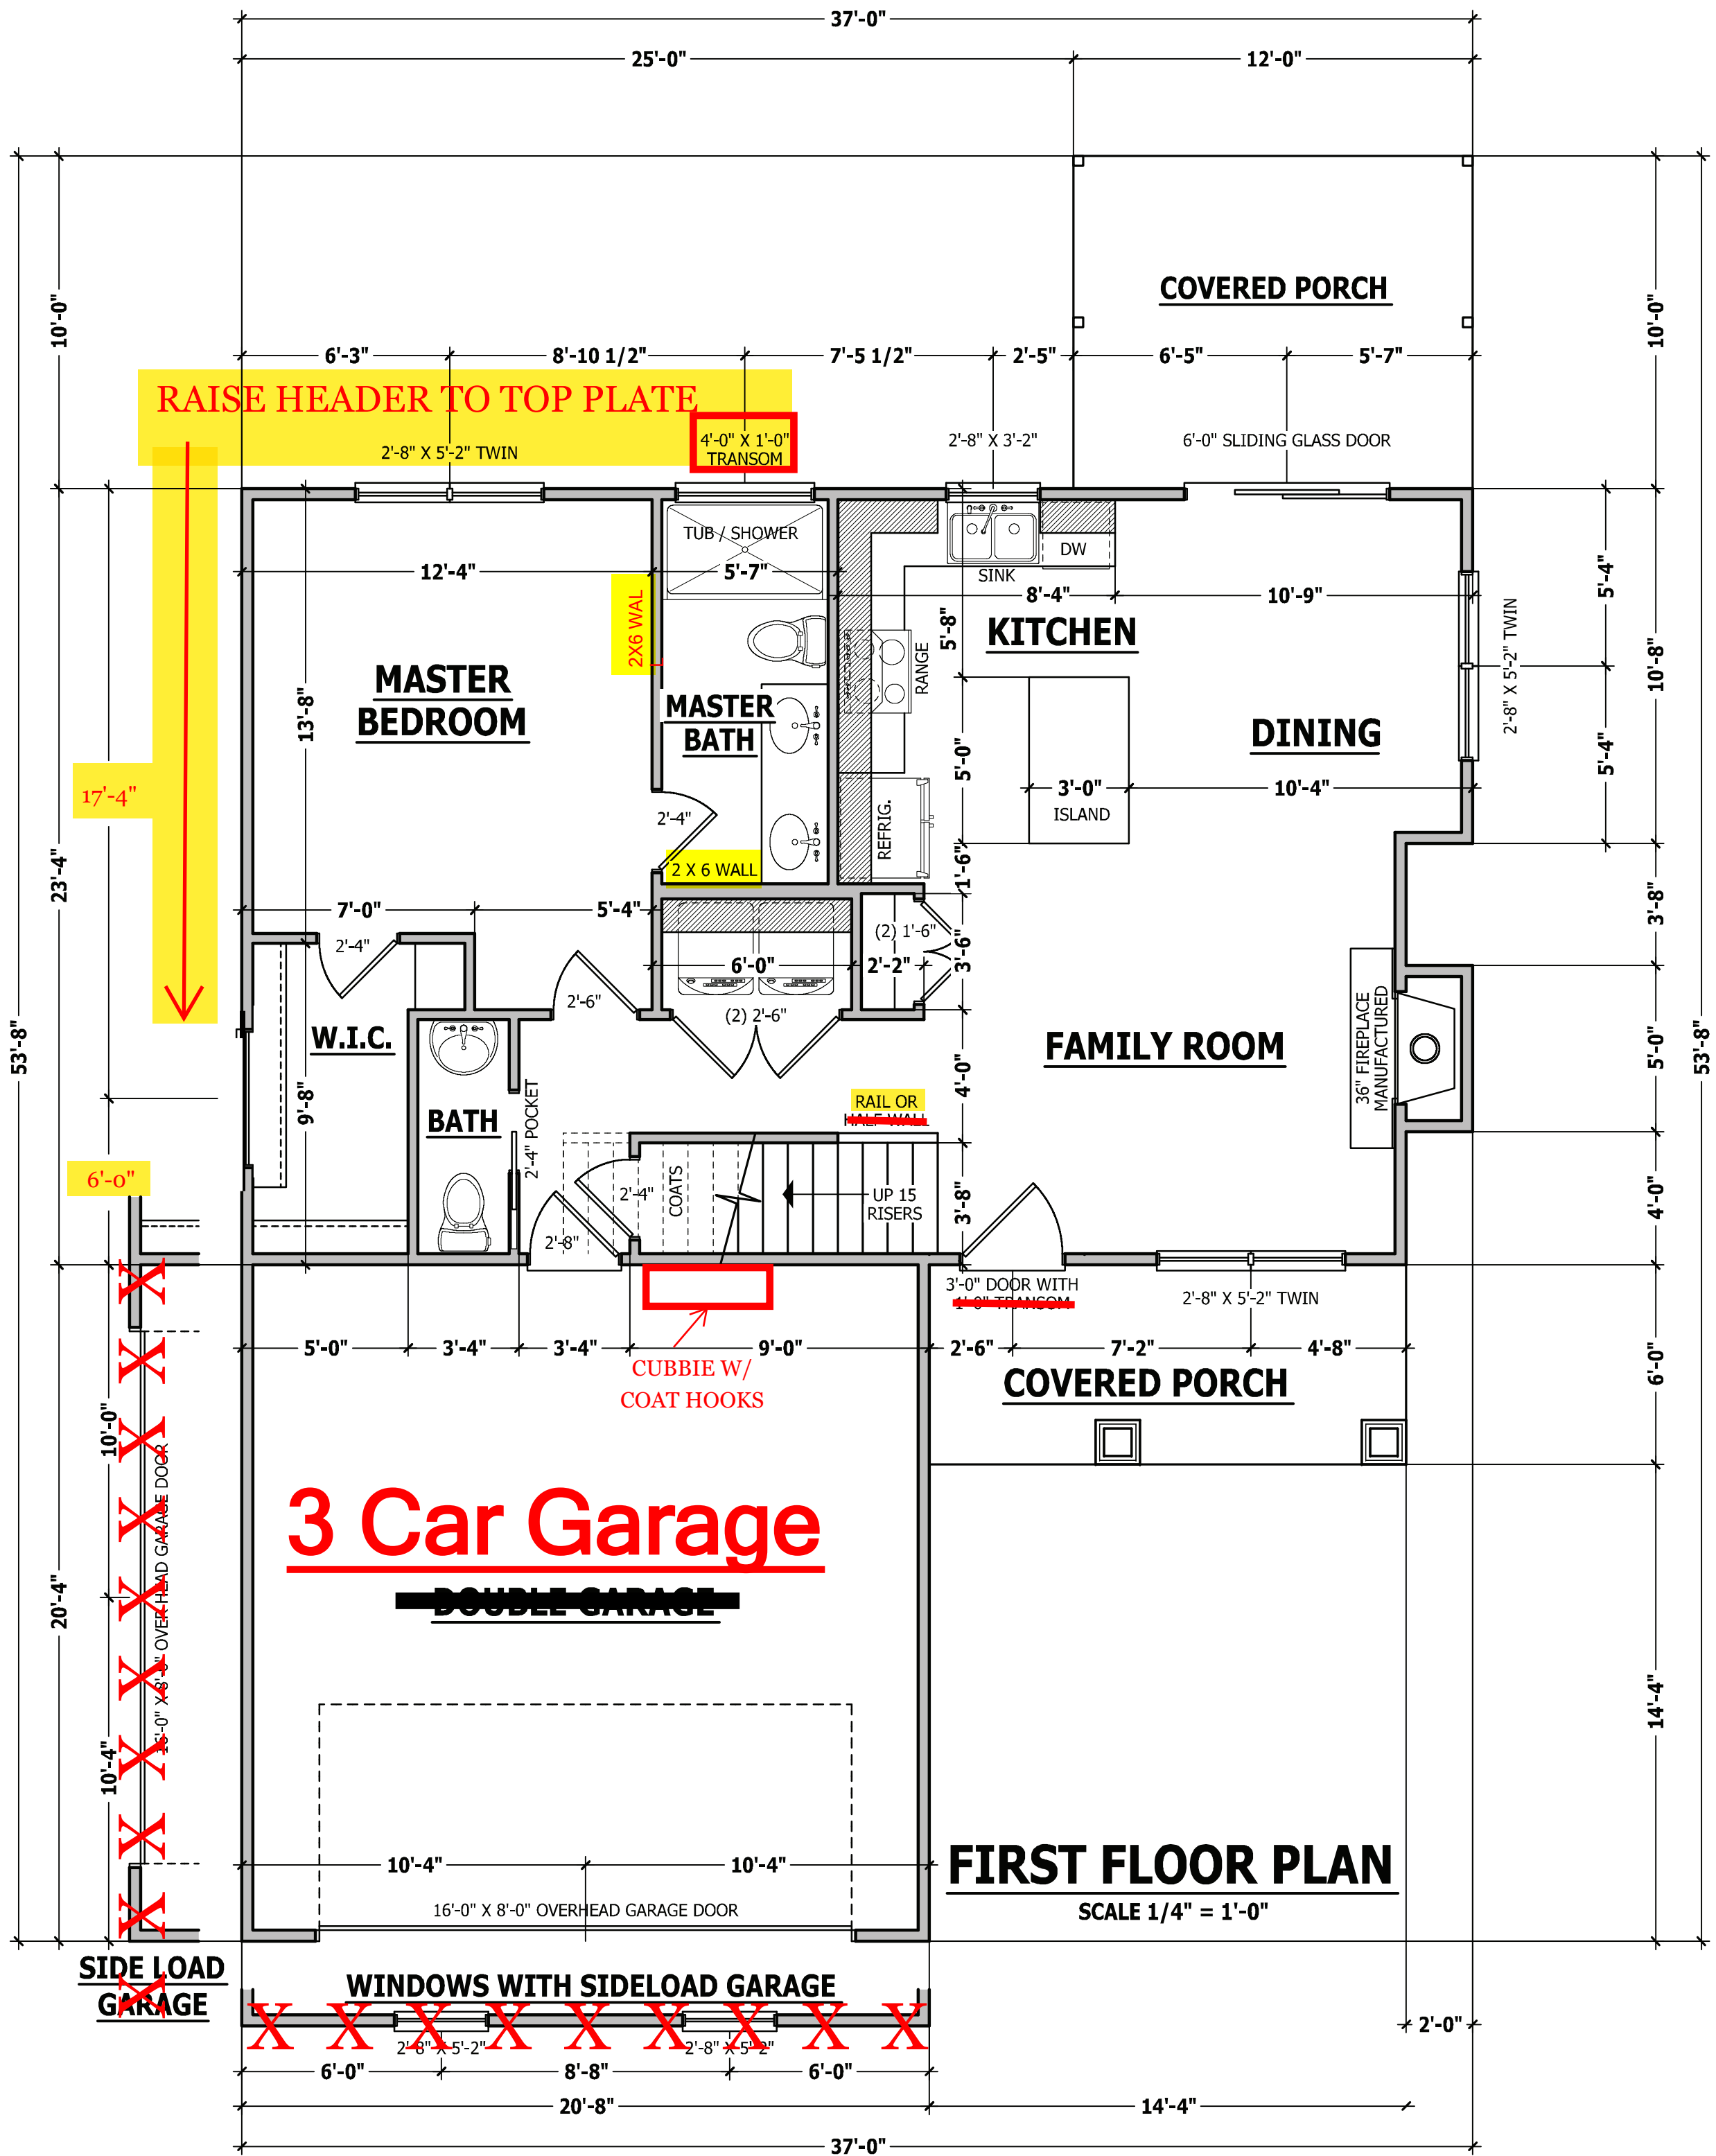 37'-0"
25'-0"
12'-0"
COVERED PORCH
10'-0"
10'-0"
6'-3"
8'-10 1/2"
7'-5 1/2"
2'-5"
6'-5"
5'-7"
RAISE HEADER TO TOP PLATE
2'-8" X 5'-2" TWIN
4'-0" X 1'-0"
TRANSOM
2'-8" X 3'-2"
6'-0" SLIDING GLASS DOOR
TUB / SHOWER
DW
SINK
12'-4"
5'-7"
8'-4"
10'-9"
5'-4"
2X6 WAL
L
5'-8"
KITCHEN
RANGE
2'-8" X 5'-2" TWIN
10'-8"
MASTER
BEDROOM
13'-8"
MASTER
BATH
DINING
5'-0"
5'-4"
17'-4"
3'-0"
10'-4"
ISLAND
2'-4"
REFRIG.
2 X 6 WALL
1'-6"
23'-4"
7'-0"
5'-4"
3'-8"
2'-4"
(2) 1'-6"
3'-6"
6'-0"
2'-2"
2'-6"
(2) 2'-6"
W.I.C.
53'-8"
FAMILY ROOM
36" FIREPLACE
MANUFACTURED
5'-0"
53'-8"
9'-8"
4'-0"
BATH
2'-4" POCKET
RAIL OR
HALF WALL
6'-0"
2'-4"
COATS
UP 15
RISERS
3'-8"
4'-0"
2'-8"
3'-0" DOOR WITH
1'-0" TRANSOM
2'-8" X 5'-2" TWIN
X
5'-0"
3'-4"
3'-4"
9'-0"
2'-6"
7'-2"
4'-8"
6'-0"
X
CUBBIE W/
COAT HOOKS
COVERED PORCH
10'-0"
X
X
3 Car Garage
DOUBLE GARAGE
20'-4"
X
16'-0" X 8'-0" OVERHEAD GARAGE DOOR
X
14'-4"
10'-4"
X
X
10'-4"
10'-4"
FIRST FLOOR PLAN
16'-0" X 8'-0" OVERHEAD GARAGE DOOR
SCALE 1/4" = 1'-0"
X
SIDE LOAD
GARAGE
X
WINDOWS WITH SIDELOAD GARAGE
X X X X X X X X X
2'-8" X 5'-2"
2'-8" X 5'-2"
2'-0"
6'-0"
8'-8"
6'-0"
20'-8"
14'-4"
37'-0"